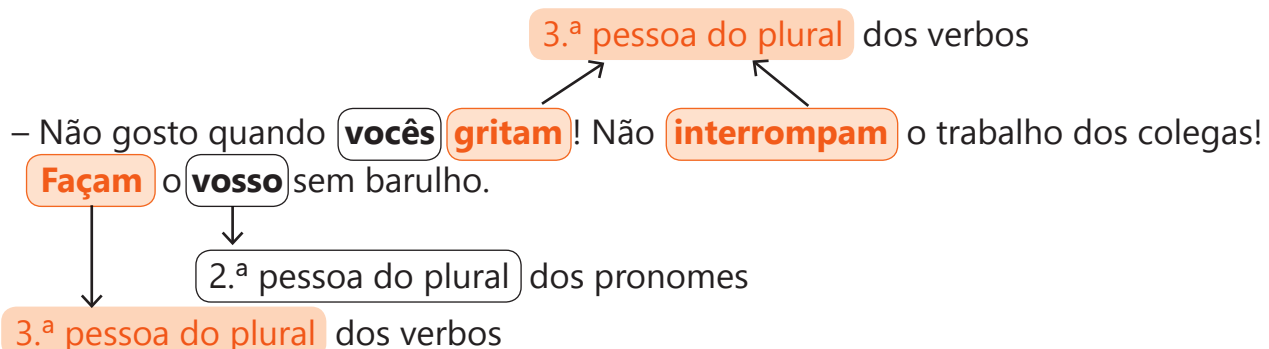 3.ª pessoa do plural dos verbos
– Não gosto quando vocês gritam! Não interrompam o trabalho dos colegas!
Façam o vosso sem barulho.
2.ª pessoa do plural dos pronomes
3.ª pessoa do plural dos verbos